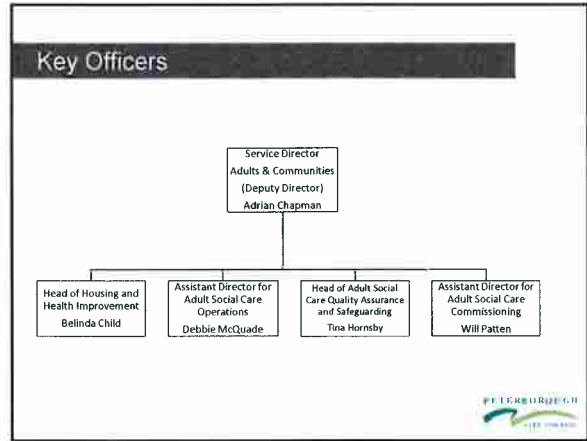 Key Officers
Service Director
Adults & Communities
(Deputy Director)
Adrian Chapman
Head of Housing and
Health Improvement
Belinda Child
Assistant Director for
Adult Social Care
Operations
Debbie McQuade
Head of Adult Social
Care Quality Assurance
and Safeguarding
Tina Hornsby
Assistant Director for
Adult Social Care
Commissioning
Will Patten
PETERBOROUGH
CITY COUNCIL